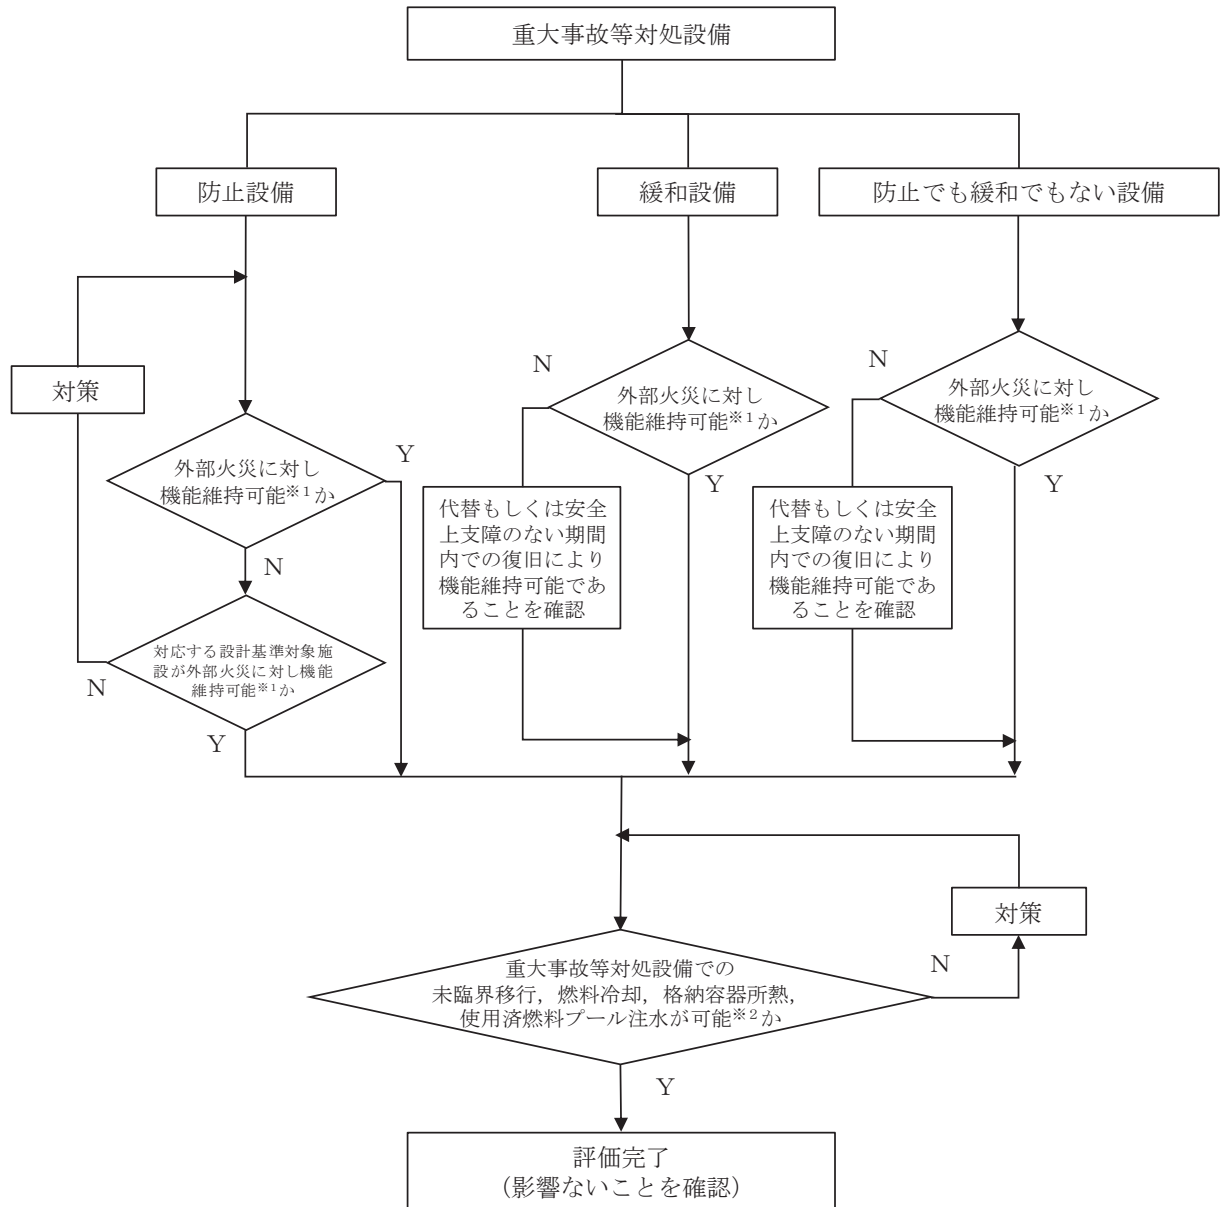 重大事故等対処設備
防止設備
緩和設備
防止でも緩和でもない設備
対策
外部火災に対し
機能維持可能※1か
Y
N
対応する設計基準対象施
設が外部火災に対し機能
維持可能※1か
N
Y
外部火災に対し
機能維持可能※1か
N
Y
代替もしくは安全
上支障のない期間
内での復旧により
機能維持可能であ
ることを確認
外部火災に対し
機能維持可能※1か
N
Y
代替もしくは安全
上支障のない期間
内での復旧により
機能維持可能であ
ることを確認
対策
重大事故等対処設備での
未臨界移行，燃料冷却，格納容器所熱，
使用済燃料プール注水が可能※2か
N
Y
評価完了
（影響ないことを確認）